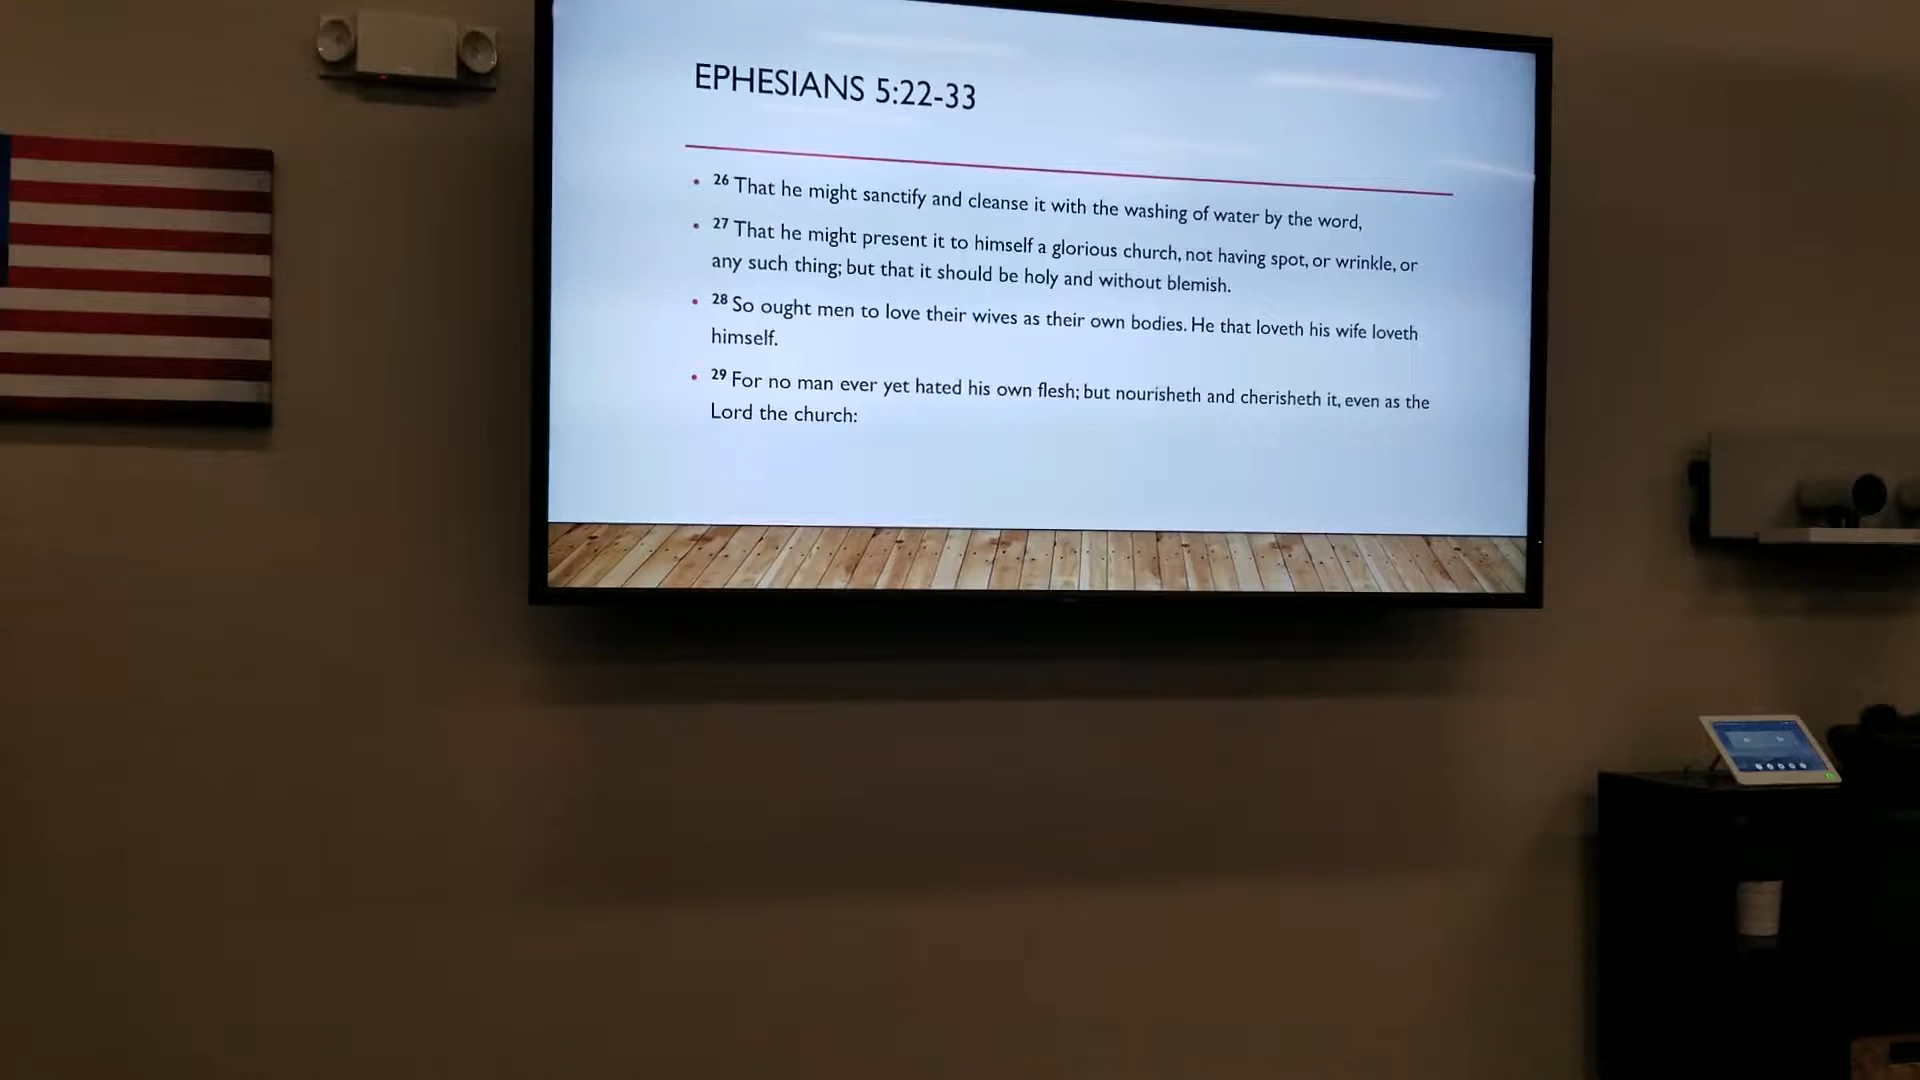 EPHESIANS 5:22-33
• 26 That he might sanctify and cleanse it with the washing of water by the word,
• 27 That he might present it to himself a glorious church, not having spot, or wrinkle, or
any such thing; but that it should be holy and without blemish.
• 28 So ought men to love their wives as their own bodies. He that loveth his wife loveth
himself.
• 29 For no man ever yet hated his own flesh; but nourisheth and cherisheth it, even as the
Lord the church: